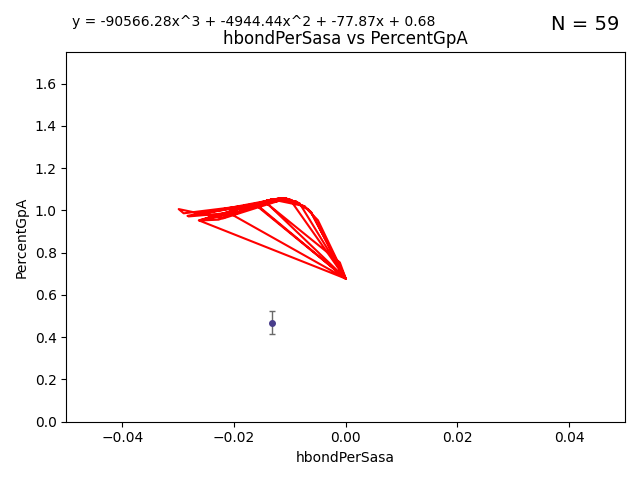 y = -90566.28x^3 + -4944.44x^2 + -77.87x + 0.68
N = 59
hbondPerSasa vs PercentGpA
PercentGpA
1.6
1.4
1.2
1.0
0.8
0.6
0.4
0.2
0.0
−0.04 −0.02 0.00 0.02 0.04
hbondPerSasa